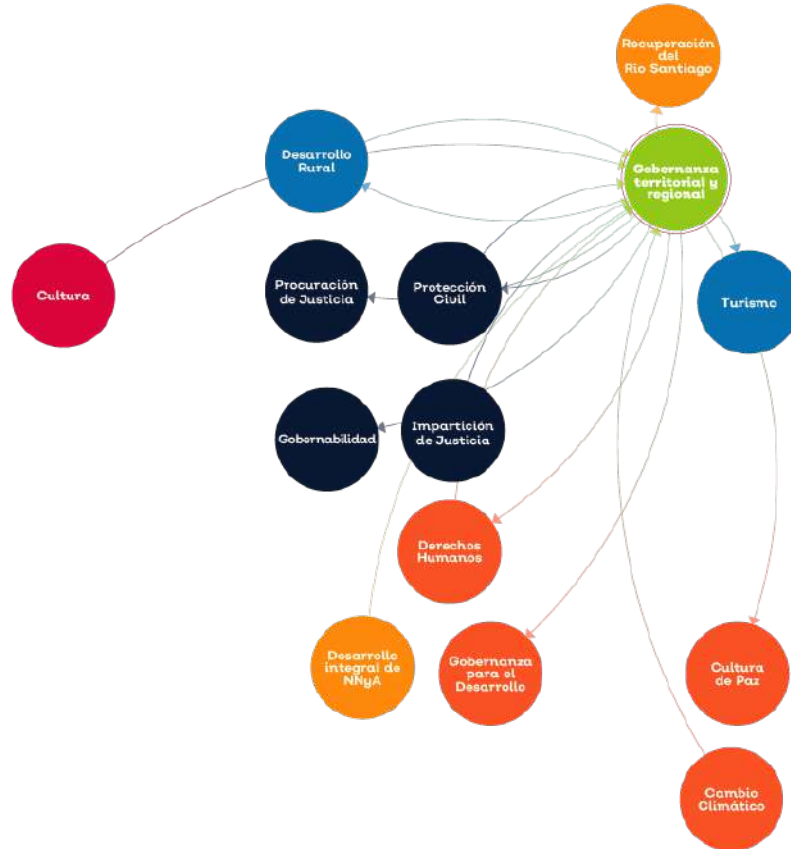 Recuperación
del
Río Santiago
Desarrollo
Rural
Gobernanza
territorial y
regional
Cultura
Procuración
de Justicia
Protección
Civil
Turismo
Gobernabilidad
Impartición
de Justicia
Derechos
Humanos
Desarrollo
integral de
NNyA
Gobernanza
para el
Desarrollo
Cultura
de Paz
Cambio
Climático